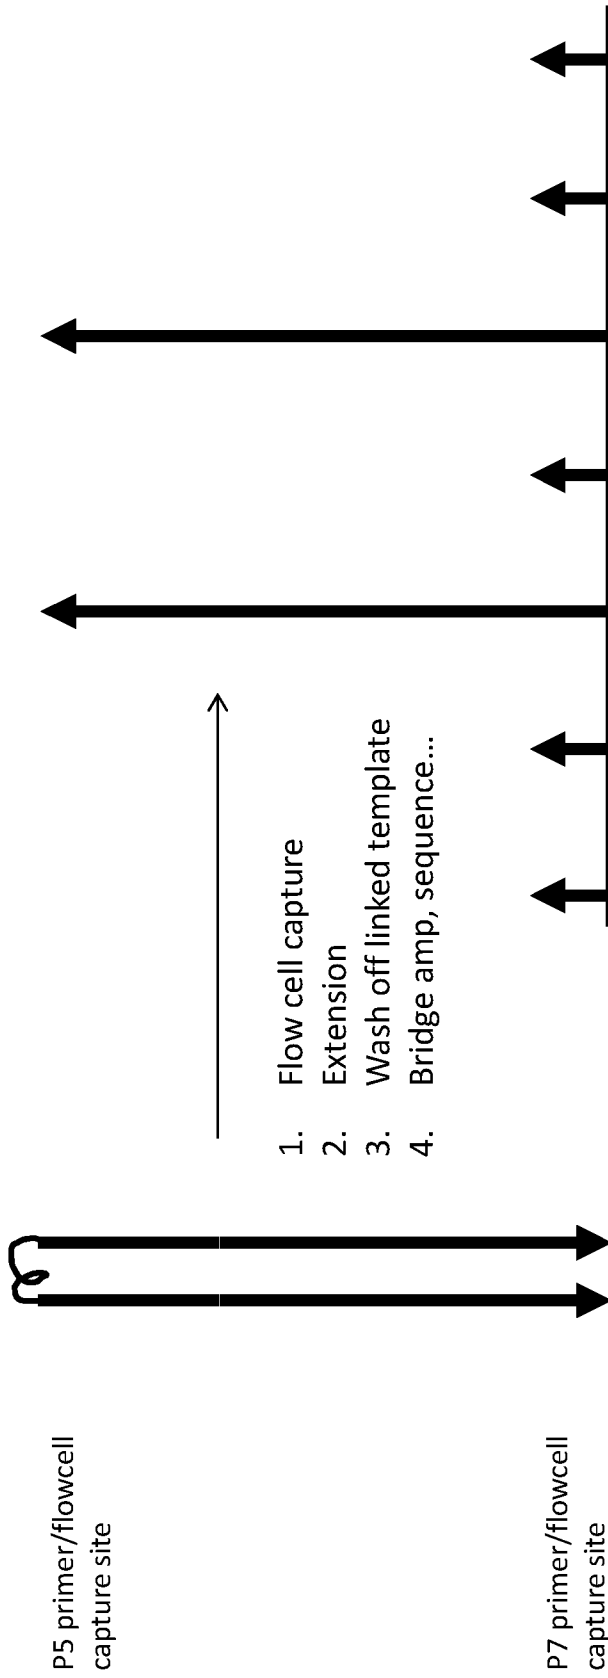 P5 primer/flowcell
capture site
1. Flow cell capture
2. Extension
3. Wash off linked template
4. Bridge amp, sequence...
P7 primer/flowcell
capture site